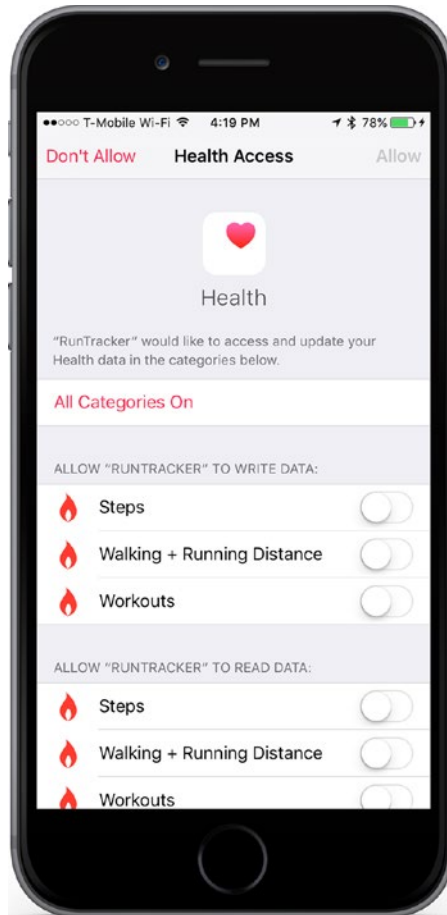 T-Mobile Wi-Fi 4:19 PM 78%
Don't Allow Health Access Allow
Health
"RunTracker" would like to access and update your
Health data in the categories below.
All Categories On
ALLOW "RUNTRACKER" TO WRITE DATA:
Steps
Walking + Running Distance
Workouts
ALLOW "RUNTRACKER" TO READ DATA:
Steps
Walking + Running Distance
Workouts